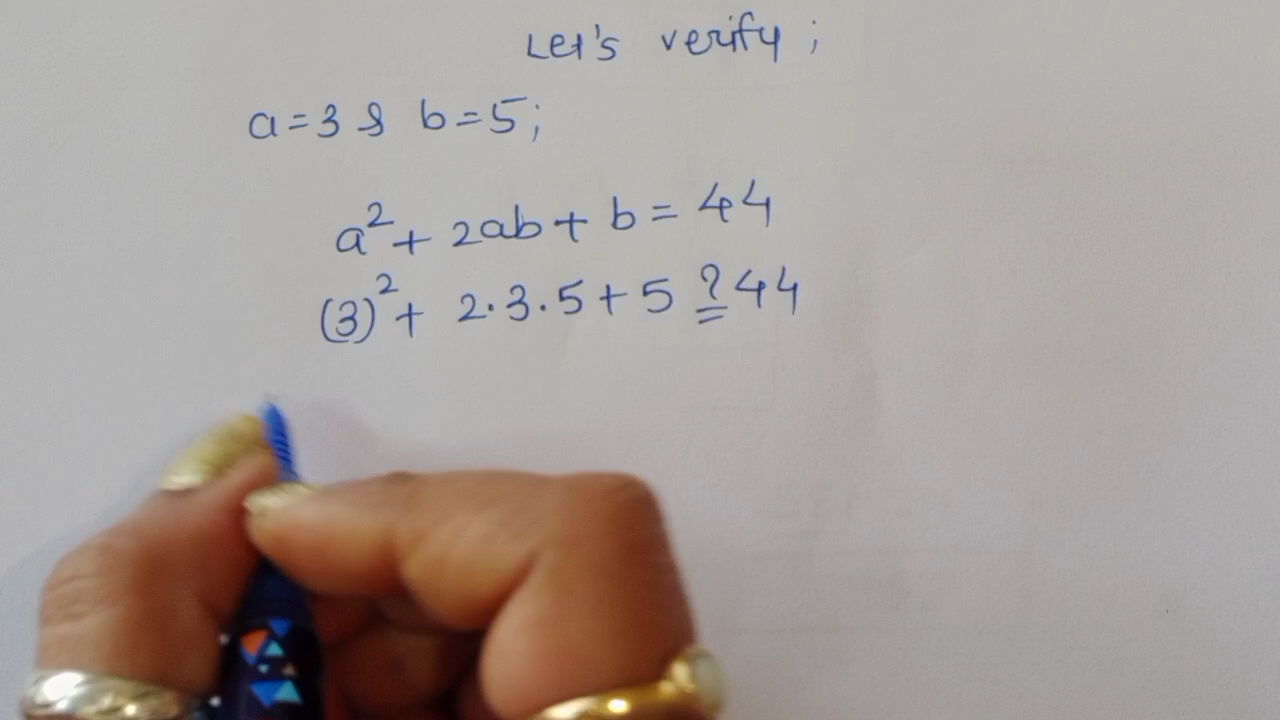 Let's verify ;
a = 3 & b = 5;
a² + 2ab + b = 44
(3)² + 2·3·5 + 5 ≟ 44